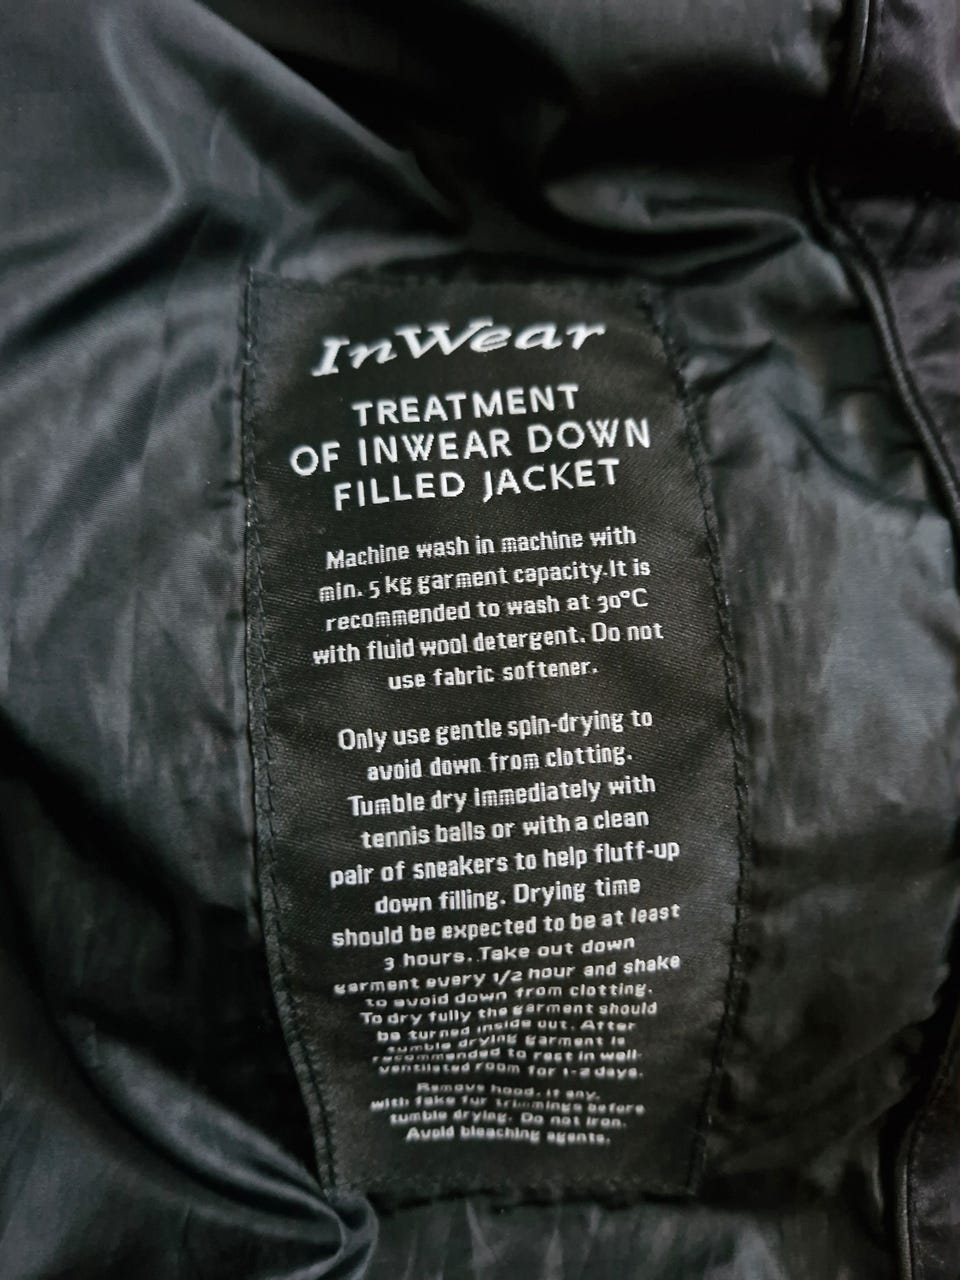 InWear
TREATMENT
OF INWEAR DOWN
FILLED JACKET
Machine wash in machine with
min. 5 kg garment capacity.It is
recommended to wash at 30°C
with fluid wool detergent. Do not
use fabric softener.
Only use gentle spin-drying to
avoid down from clotting.
Tumble dry immediately with
tennis balls or with a clean
pair of sneakers to help fluff-up
down filling. Drying time
should be expected to be at least
3 hours. Take out down
garment every 1/2 hour and shake
to avoid down from clotting.
To dry fully the garment should
be turned inside out. After
tumble drying garment is
recommended to rest in well-
ventilated room for 1-2 days.
Remove hood, if any,
with fake fur trimmings before
tumble drying. Do not iron.
Avoid bleaching agents.